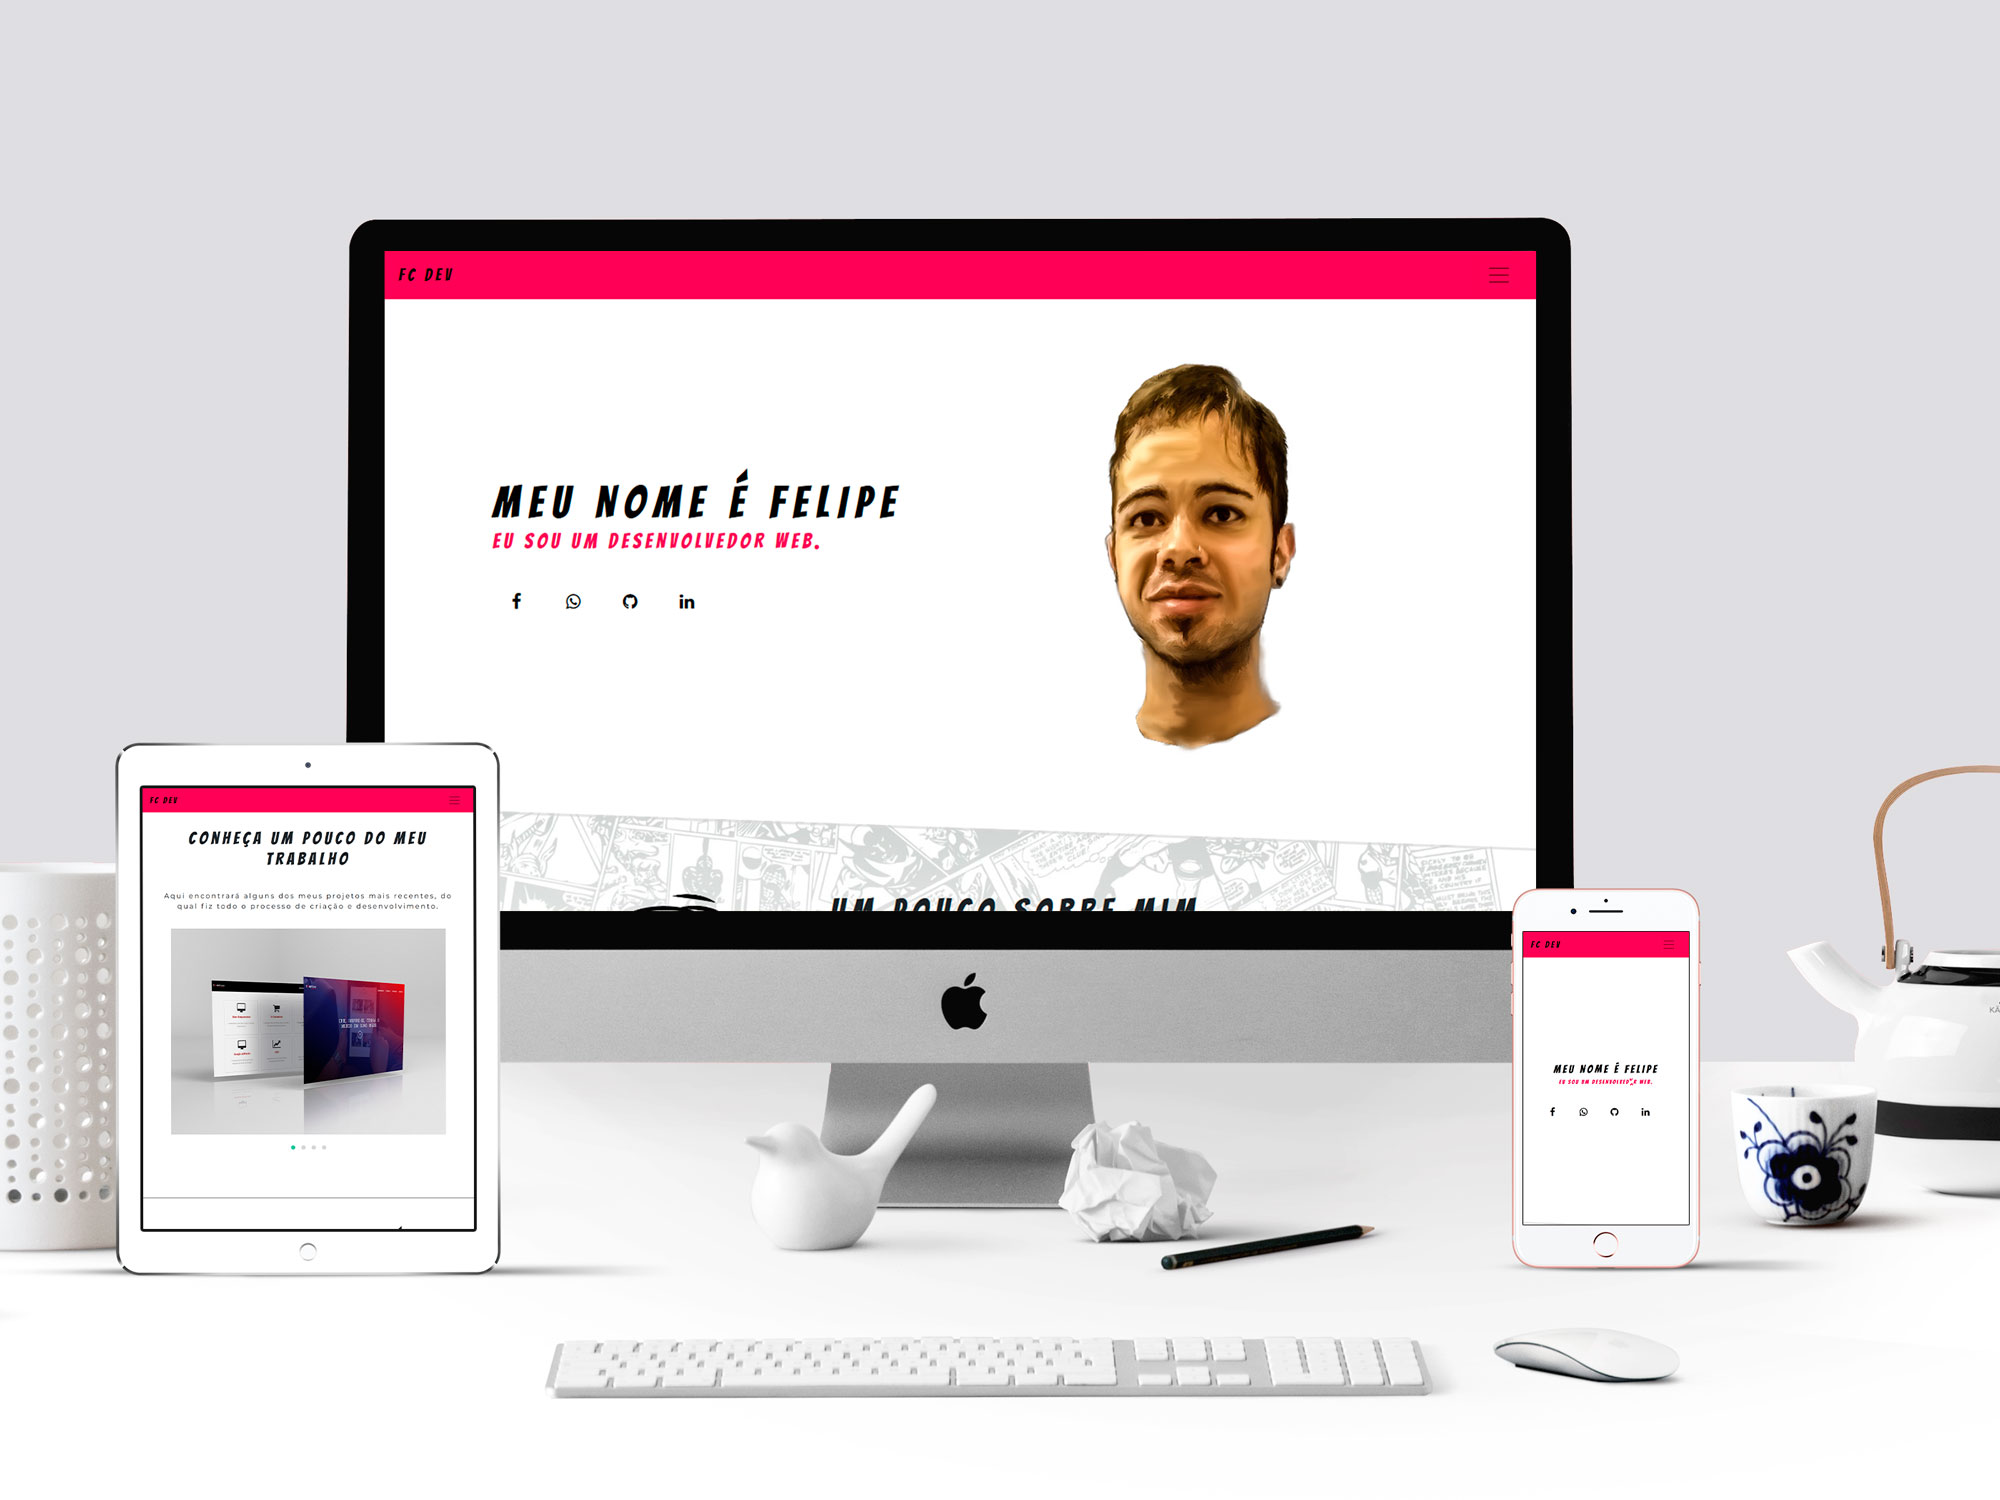 FC DEV
MEU NOME É FELIPE
EU SOU UM DESENVOLVEDOR WEB.
UM POUCO SOBRE MIM
FC DEV
CONHEÇA UM POUCO DO MEU
TRABALHO
Aqui encontrará alguns dos meus projetos mais recentes, do
qual fiz todo o processo de criação e desenvolvimento.
FC DEV
MEU NOME É FELIPE
EU SOU UM DESENVOLVEDOR WEB.